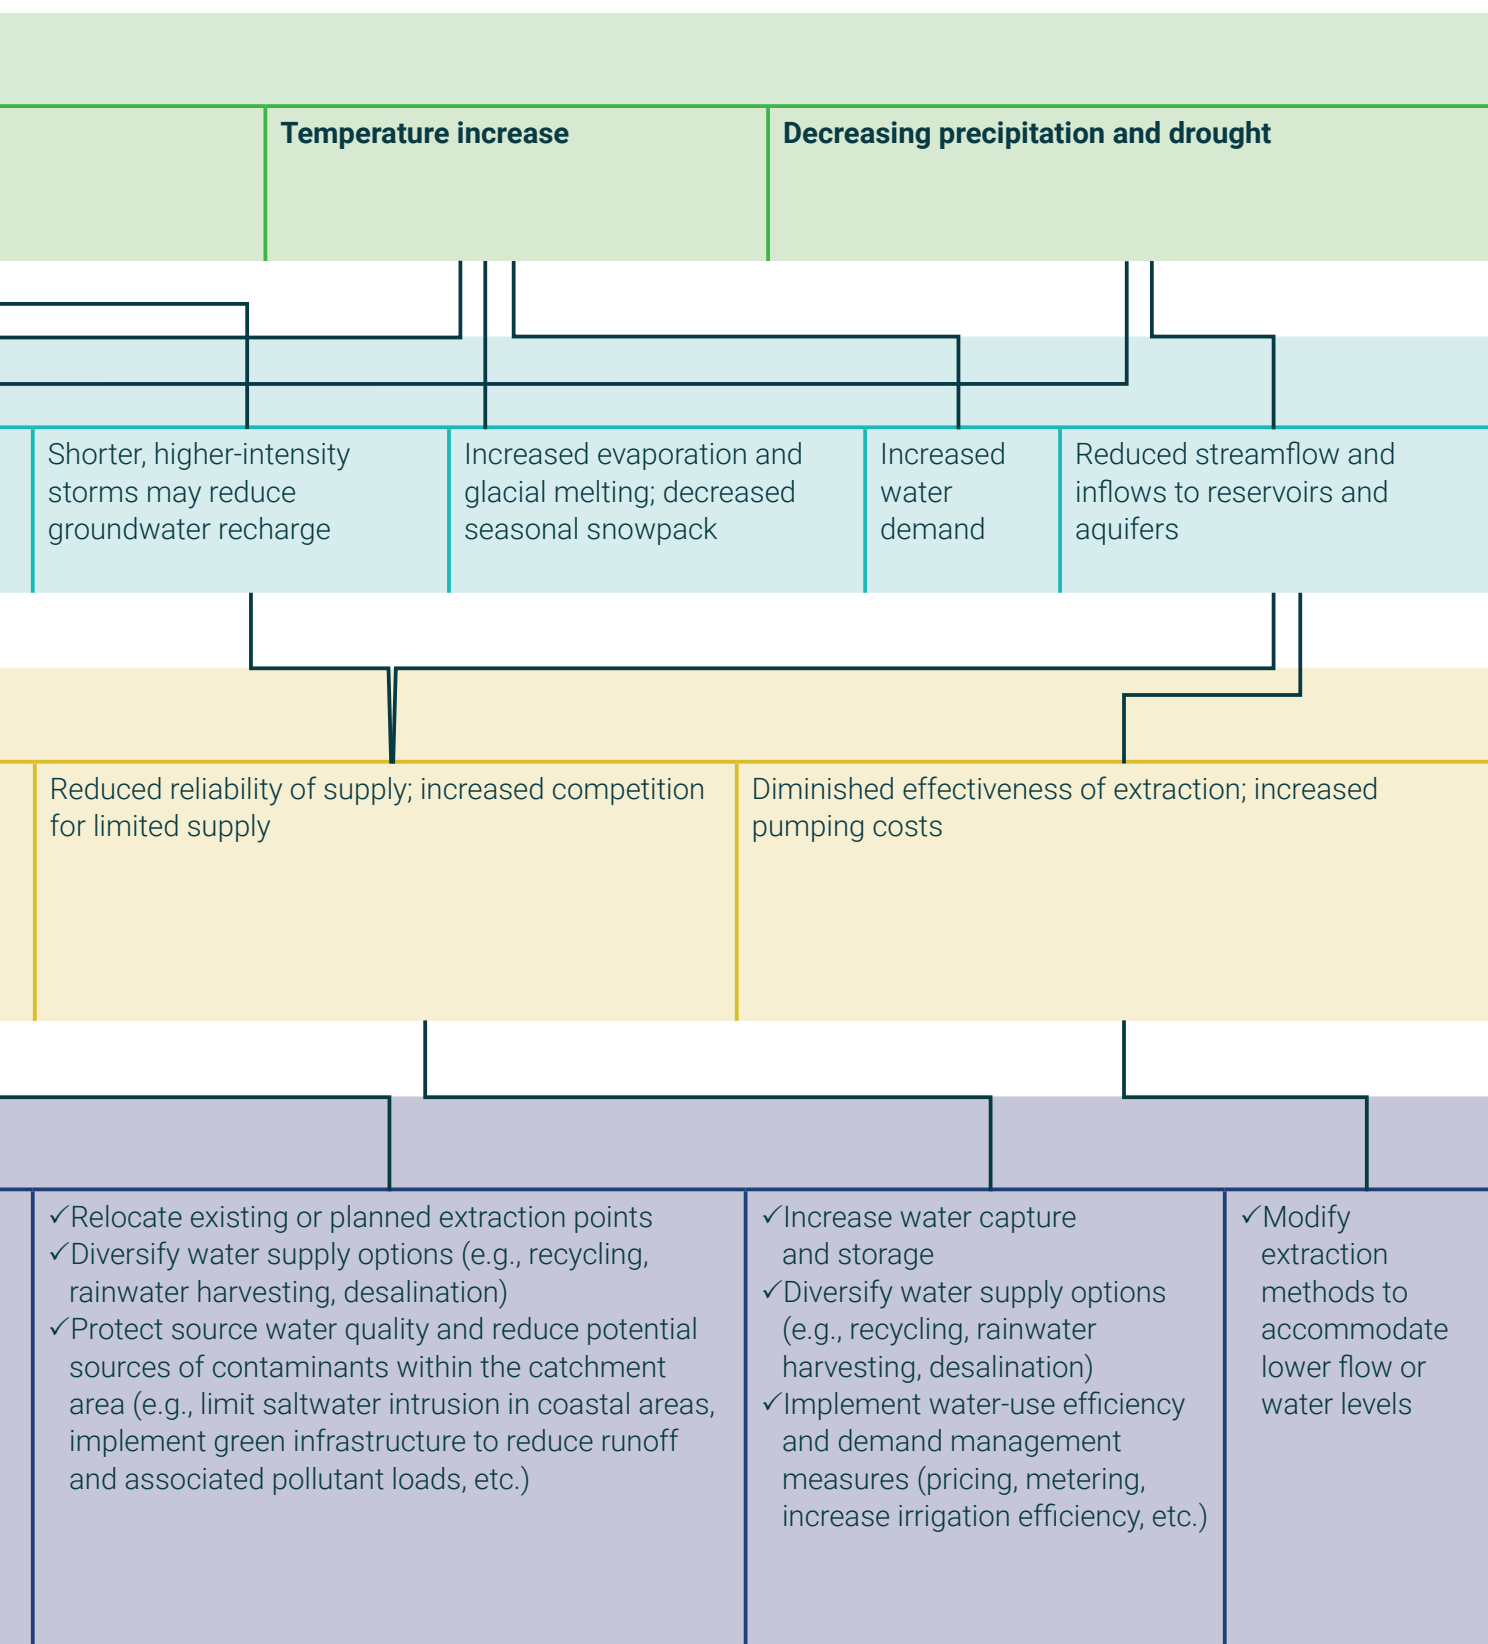 Temperature increase
Decreasing precipitation and drought
Shorter, higher-intensity
storms may reduce
groundwater recharge
Increased evaporation and
glacial melting; decreased
seasonal snowpack
Increased
water
demand
Reduced streamflow and
inflows to reservoirs and
aquifers
Reduced reliability of supply; increased competition
for limited supply
Diminished effectiveness of extraction; increased
pumping costs
✓Relocate existing or planned extraction points
✓Diversify water supply options (e.g., recycling,
rainwater harvesting, desalination)
✓Protect source water quality and reduce potential
sources of contaminants within the catchment
area (e.g., limit saltwater intrusion in coastal areas,
implement green infrastructure to reduce runoff
and associated pollutant loads, etc.)
✓Increase water capture
and storage
✓Diversify water supply options
(e.g., recycling, rainwater
harvesting, desalination)
✓Implement water-use efficiency
and demand management
measures (pricing, metering,
increase irrigation efficiency, etc.)
✓Modify
extraction
methods to
accommodate
lower flow or
water levels